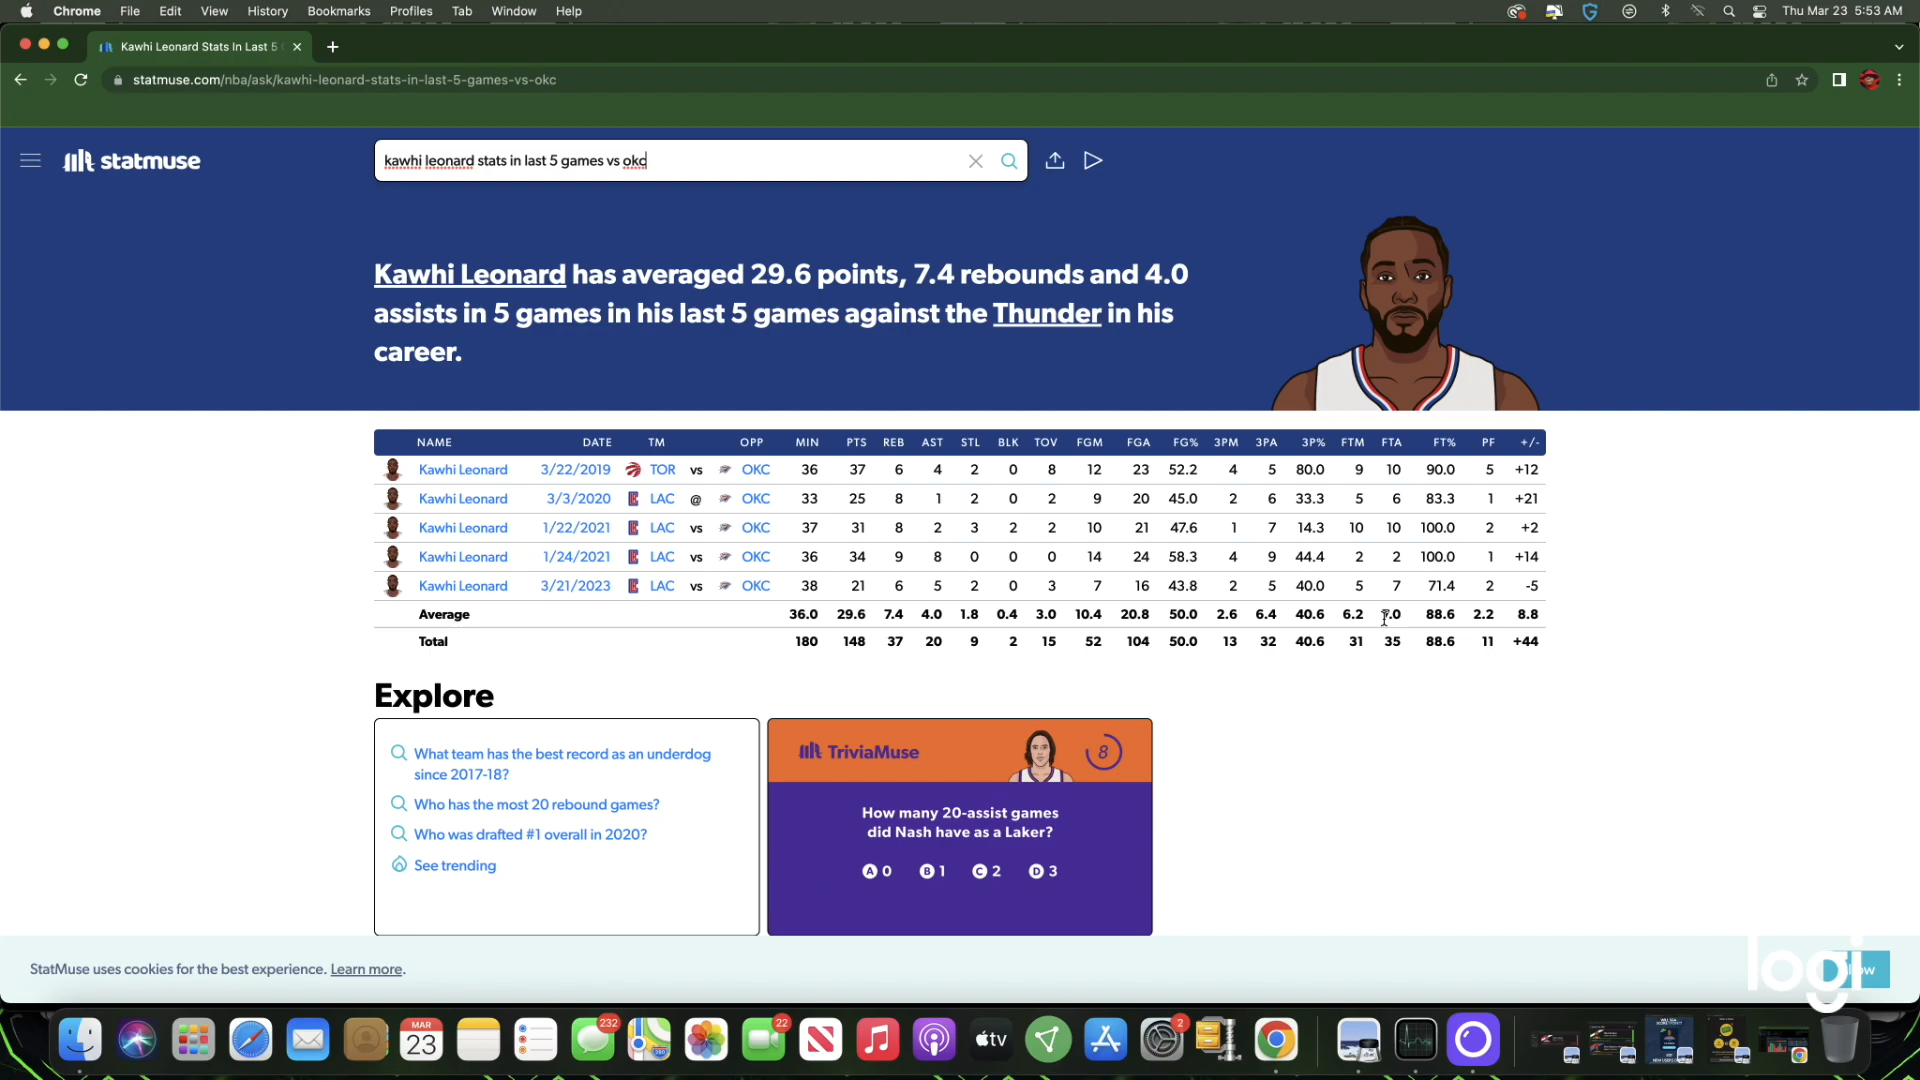 Chrome File Edit View History Bookmarks Profiles Tab Window Help Thu Mar 23 5:53 AM
Kawhi Leonard Stats In Last 5
statmuse.com/nba/ask/kawhi-leonard-stats-in-last-5-games-vs-okc
statmuse
kawhi leonard stats in last 5 games vs okc
Kawhi Leonard has averaged 29.6 points, 7.4 rebounds and 4.0
assists in 5 games in his last 5 games against the Thunder in his
career.
NAME DATE TM OPP MIN PTS REB AST STL BLK TOV FGM FGA FG% 3PM 3PA 3P% FTM FTA FT% PF +/-
Kawhi Leonard 3/22/2019 TOR vs OKC 36 37 6 4 2 0 8 12 23 52.2 4 5 80.0 9 10 90.0 5 +12
Kawhi Leonard 3/3/2020 LAC @ OKC 33 25 8 1 2 0 2 9 20 45.0 2 6 33.3 5 6 83.3 1 +21
Kawhi Leonard 1/22/2021 LAC vs OKC 37 31 8 2 3 2 2 10 21 47.6 1 7 14.3 10 10 100.0 2 +2
Kawhi Leonard 1/24/2021 LAC vs OKC 36 34 9 8 0 0 0 14 24 58.3 4 9 44.4 2 2 100.0 1 +14
Kawhi Leonard 3/21/2023 LAC vs OKC 38 21 6 5 2 0 3 7 16 43.8 2 5 40.0 5 7 71.4 2 -5
Average 36.0 29.6 7.4 4.0 1.8 0.4 3.0 10.4 20.8 50.0 2.6 6.4 40.6 6.2 7.0 88.6 2.2 8.8
Total 180 148 37 20 9 2 15 52 104 50.0 13 32 40.6 31 35 88.6 11 +44
Explore
What team has the best record as an underdog
since 2017-18?
Who has the most 20 rebound games?
Who was drafted #1 overall in 2020?
See trending
TriviaMuse 8
How many 20-assist games
did Nash have as a Laker?
A 0 B 1 C 2 D 3
StatMuse uses cookies for the best experience. Learn more.
logi
232
22
2
MAR
23
tv